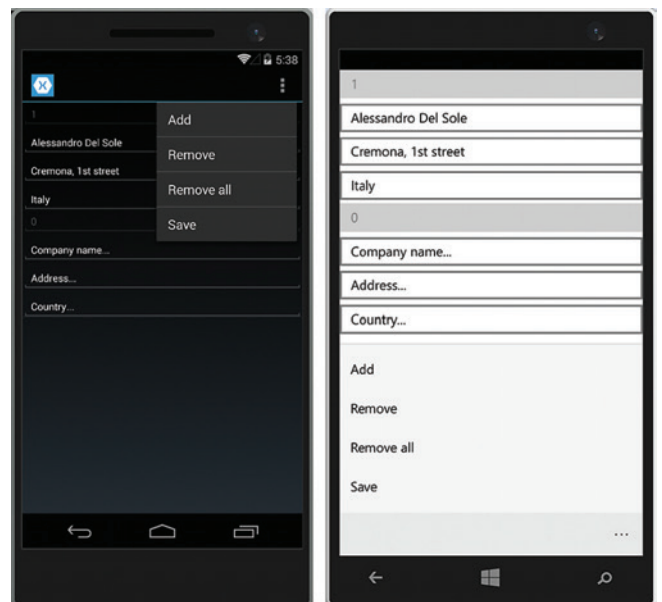 5:38
1
Add
Alessandro Del Sole
Remove
Cremona, 1st street
Remove all
Italy
0
Save
Company name...
Address...
Country...
1
Alessandro Del Sole
Cremona, 1st street
Italy
0
Company name...
Address...
Country...
Add
Remove
Remove all
Save
...